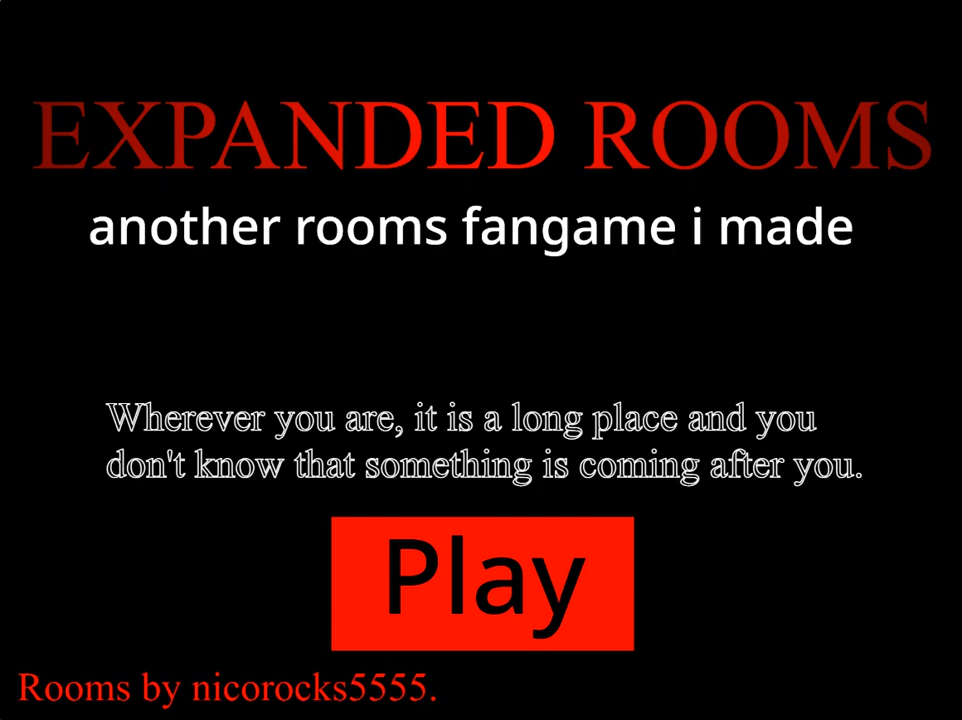 EXPANDED ROOMS
another rooms fangame i made
Wherever you are, it is a long place and you
don't know that something is coming after you.
Play
Rooms by nicorocks5555.